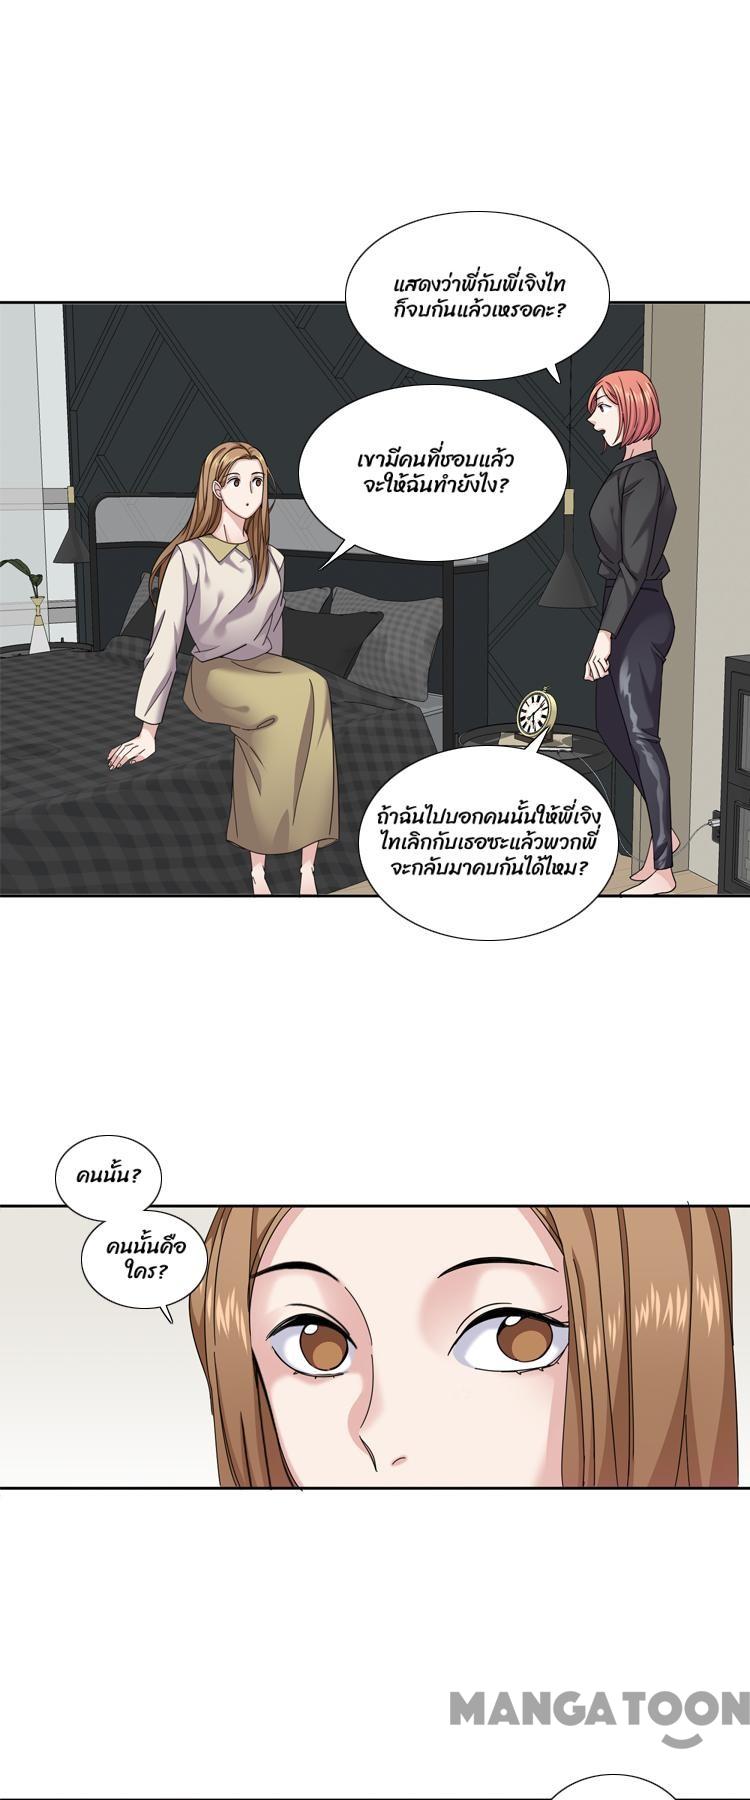 แสดงว่าพี่กับพี่เจิงไท
ก็จบกันแล้วเหรอคะ?
เขามีคนที่ชอบแล้ว
จะให้ฉันทำยังไง?
ถ้าฉันไปบอกคนนั้นให้พี่เจิง
ไทเลิกกับเธอซะแล้วพวกพี่
จะกลับมาคบกันได้ไหม?
คนนั้น?
คนนั้นคือ
ใคร?
MANGATOON